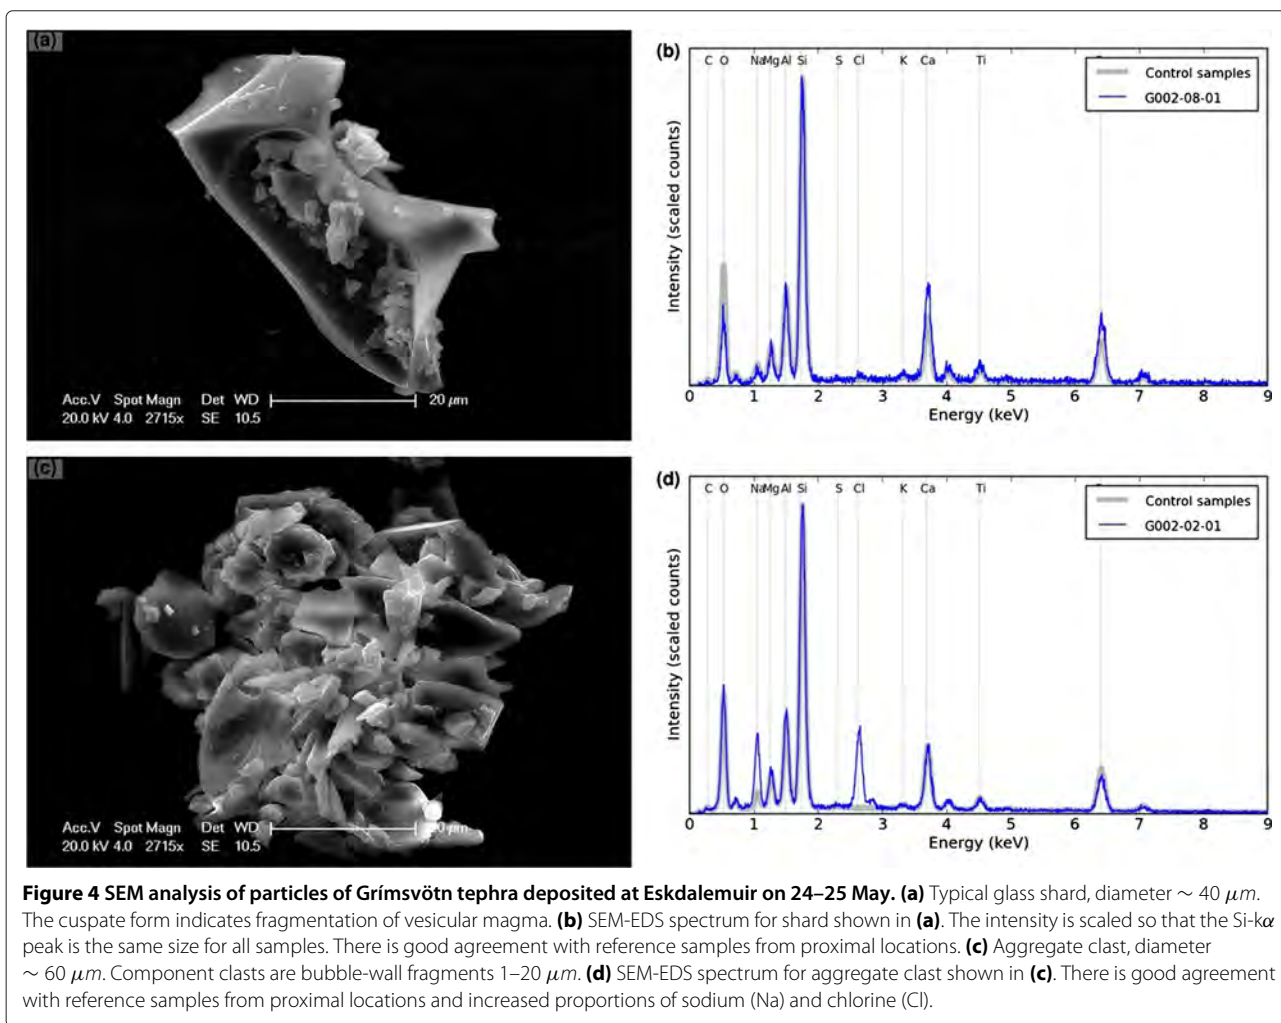 (a)
Acc.V Spot Magn Det WD
20.0 kV 4.0 2715x SE 10.5
20 µm
(b)
C O Na Mg Al Si S Cl K Ca Ti
Control samples
G002-08-01
Intensity (scaled counts)
0 1 2 3 4 5 6 7 8 9
Energy (keV)
(c)
Acc.V Spot Magn Det WD
20.0 kV 4.0 2715x SE 10.5
20 µm
(d)
C O Na Mg Al Si S Cl K Ca Ti
Control samples
G002-02-01
Intensity (scaled counts)
0 1 2 3 4 5 6 7 8 9
Energy (keV)
Figure 4 SEM analysis of particles of Grímsvötn tephra deposited at Eskdalemuir on 24–25 May. (a) Typical glass shard, diameter ∼ 40 µm.
The cuspate form indicates fragmentation of vesicular magma. (b) SEM-EDS spectrum for shard shown in (a). The intensity is scaled so that the Si-kα
peak is the same size for all samples. There is good agreement with reference samples from proximal locations. (c) Aggregate clast, diameter
∼ 60 µm. Component clasts are bubble-wall fragments 1–20 µm. (d) SEM-EDS spectrum for aggregate clast shown in (c). There is good agreement
with reference samples from proximal locations and increased proportions of sodium (Na) and chlorine (Cl).